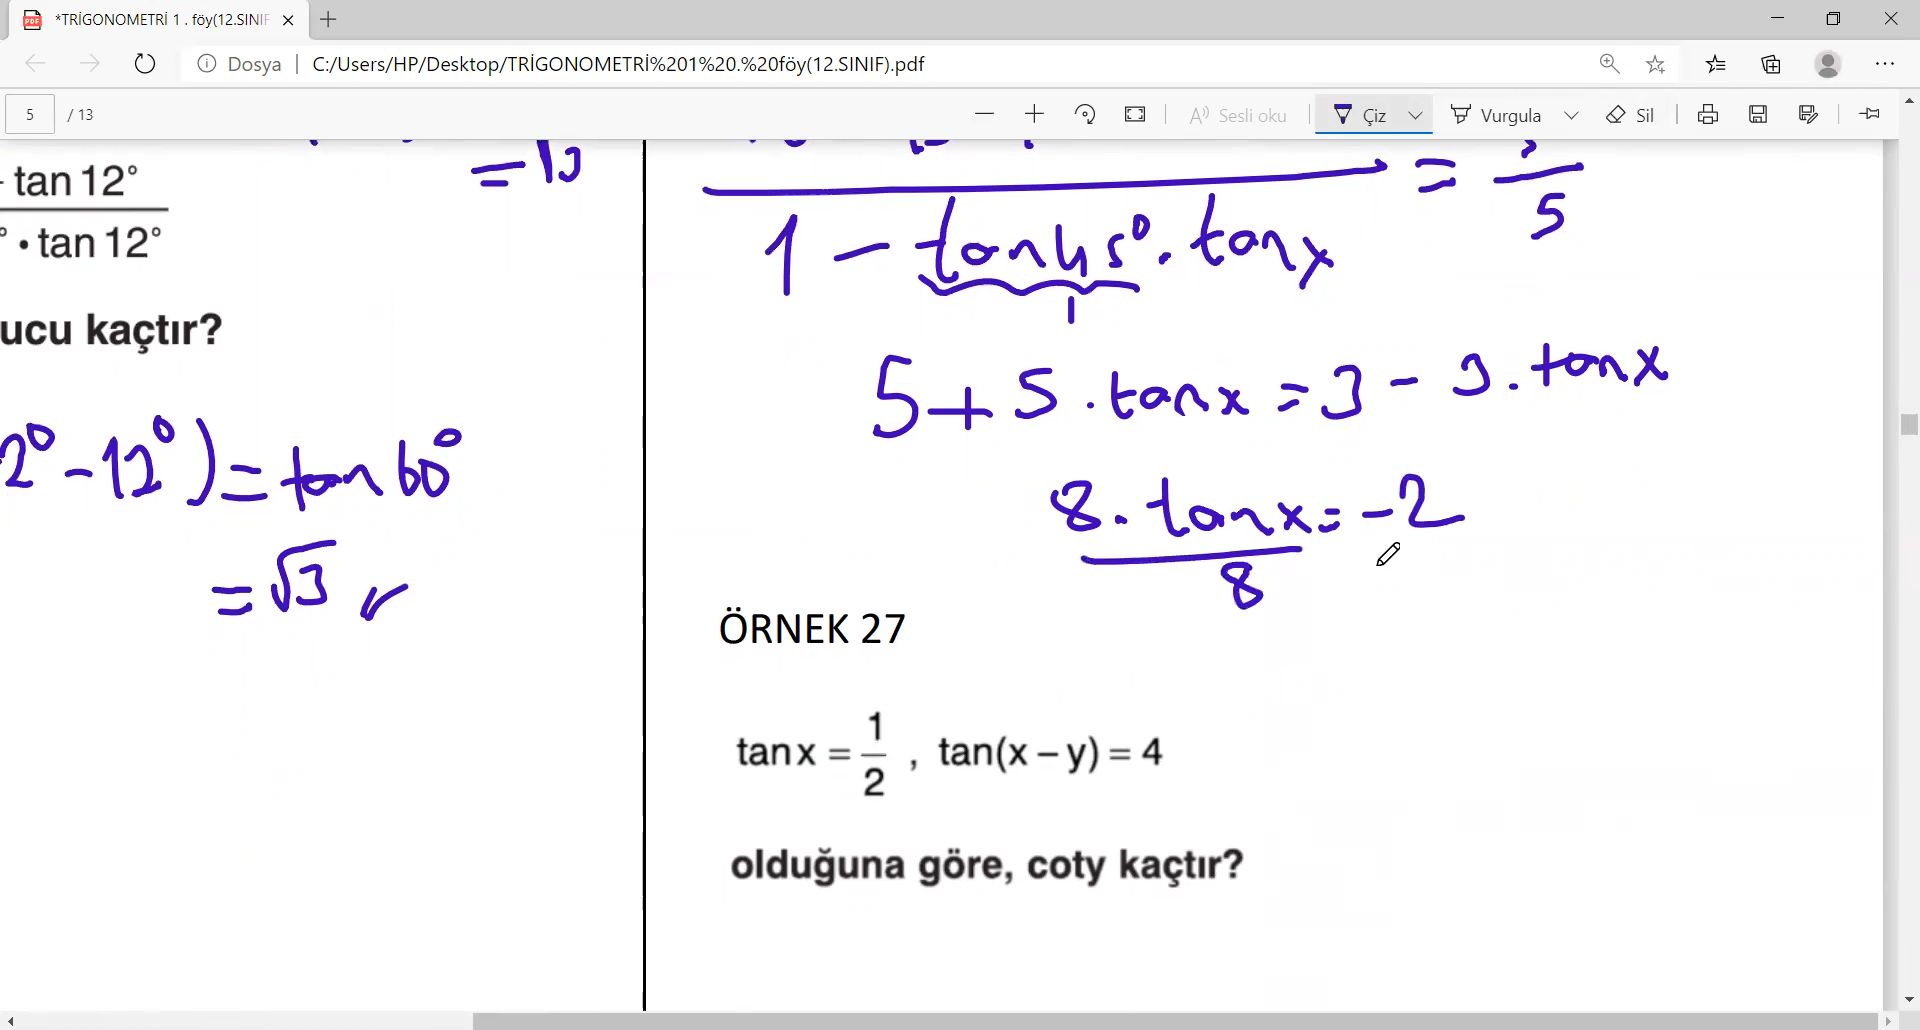 *TRİGONOMETRİ 1 . föy(12.SINIF
Dosya | C:/Users/HP/Desktop/TRİGONOMETRİ%201%20.%20föy(12.SINIF).pdf
5 / 13
Sesli oku
Çiz
Vurgula
Sil
tan 12°
° • tan 12°
ucu kaçtır?
2° - 12°) = tan 60°
= √3
1 - tan45°. tanx
1
= 5
5 + 5 . tanx = 3 - 3. tanx
8. tanx = -2
8
ÖRNEK 27
tan x = 1/2 , tan(x – y) = 4
olduğuna göre, coty kaçtır?